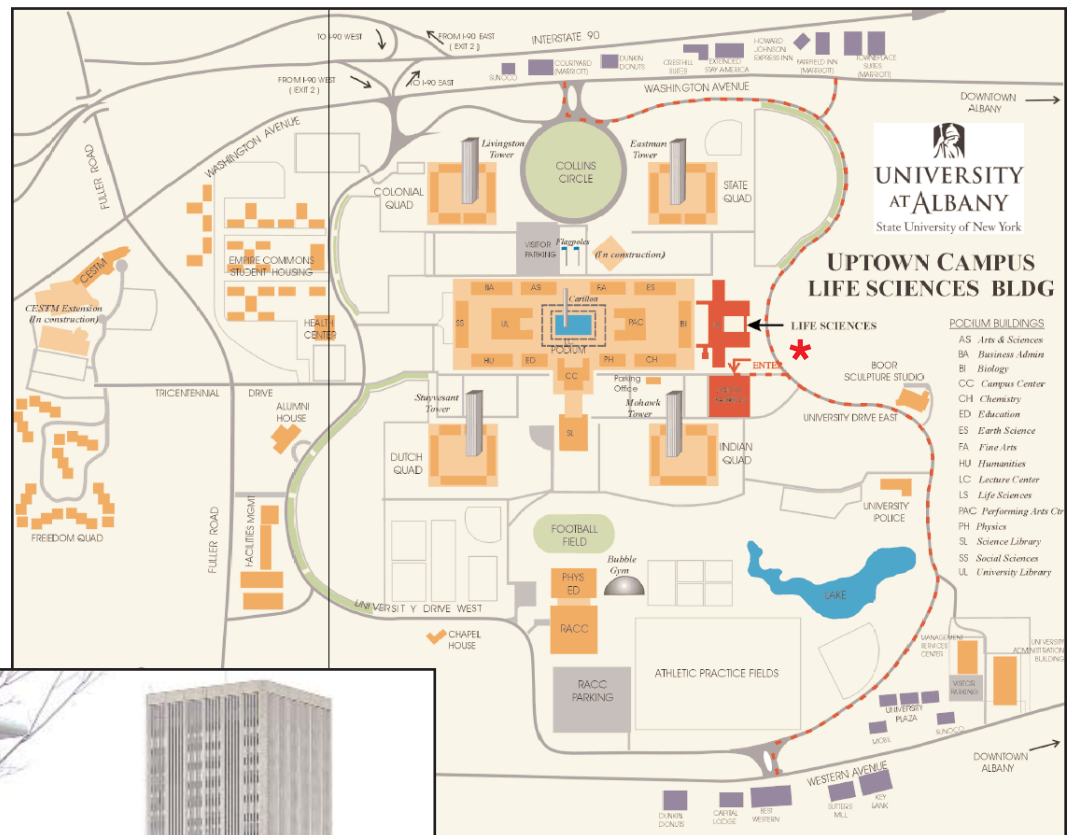 TO I-90 WEST
FROM I-90 EAST
( EXIT 2 )
INTERSTATE 90
FROM I-90 WEST
( EXIT 2 )
TO I-90 EAST
SUNOCO
COURTYARD
(MARRIOTT)
DUNKIN
DONUTS
CRESTHILL
SUITES
EXTENDED
STAY AMERICA
HOWARD
JOHNSON
EXPRESS INN
FAIRFIELD INN
(MARRIOTT)
TOWNEPLACE
SUITES
(MARRIOTT)
WASHINGTON AVENUE
DOWNTOWN
ALBANY
WASHINGTON AVENUE
FULLER ROAD
Livingston
Tower
Eastman
Tower
COLLINS
CIRCLE
COLONIAL
QUAD
STATE
QUAD
UNIVERSITY
AT ALBANY
State University of New York
UPTOWN CAMPUS
LIFE SCIENCES BLDG
VISITOR
PARKING
Flagpoles
(In construction)
CESTM
CESTM Extension
(In construction)
EMPIRE COMMONS
STUDENT HOUSING
HEALTH
CENTER
BA
AS
FA
ES
Carillon
SS
UL
PAC
BI
PODIUM
HU
ED
PH
CH
CC
LIFE SCIENCES
*
ENTER
Parking
Office
Mohawk
Tower
Stuyvesant
Tower
SL
DUTCH
QUAD
INDIAN
QUAD
BOOR
SCULPTURE STUDIO
UNIVERSITY DRIVE EAST
PODIUM BUILDINGS
AS Arts & Sciences
BA Business Admin
BI Biology
CC Campus Center
CH Chemistry
ED Education
ES Earth Science
FA Fine Arts
HU Humanities
LC Lecture Center
LS Life Sciences
PAC Performing Arts Ctr
PH Physics
SL Science Library
SS Social Sciences
UL University Library
TRICENTENNIAL DRIVE
ALUMNI
HOUSE
FREEDOM QUAD
FULLER ROAD
FACILITIES MGMT
UNIVERSITY DRIVE WEST
CHAPEL
HOUSE
FOOTBALL
FIELD
PHYS
ED
Bubble
Gym
RACC
RACC
PARKING
ATHLETIC PRACTICE FIELDS
UNIVERSITY
POLICE
LAKE
MANAGEMENT
SERVICES
CENTER
UNIVERSITY
ADMINISTRATION
BUILDING
PARKING
UNIVERSITY
PLAZA
MOBIL
SUNOCO
DOWNTOWN
ALBANY
WESTERN AVENUE
DUNKIN
DONUTS
CAPITAL
LODGE
BEST
WESTERN
SUTTERS
MILL
KEY
BANK